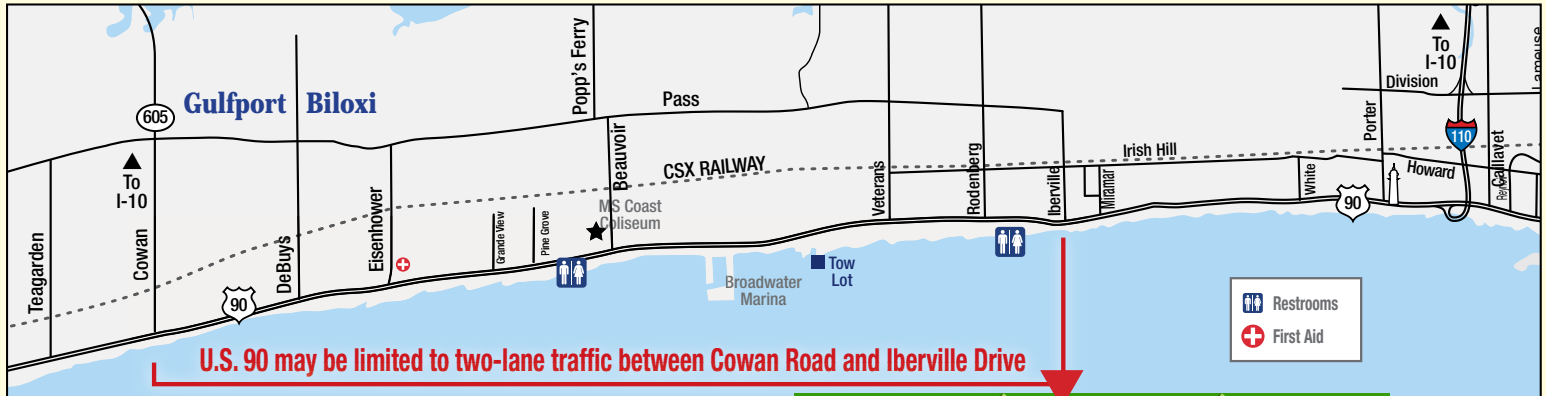 Popp's Ferry
To
I-10
Lameuse
Division
Gulfport
Biloxi
605
Pass
Porter
110
Beauvoir
CSX RAILWAY
Irish Hill
To
I-10
Veterans
Rodenberg
Iberville
Miramar
White
Howard
Caillavet
Eisenhower
Grande View
Pine Grove
MS Coast
Coliseum
90
Teagarden
Cowan
DeBuys
90
Tow
Lot
Broadwater
Marina
Restrooms
First Aid
U.S. 90 may be limited to two-lane traffic between Cowan Road and Iberville Drive